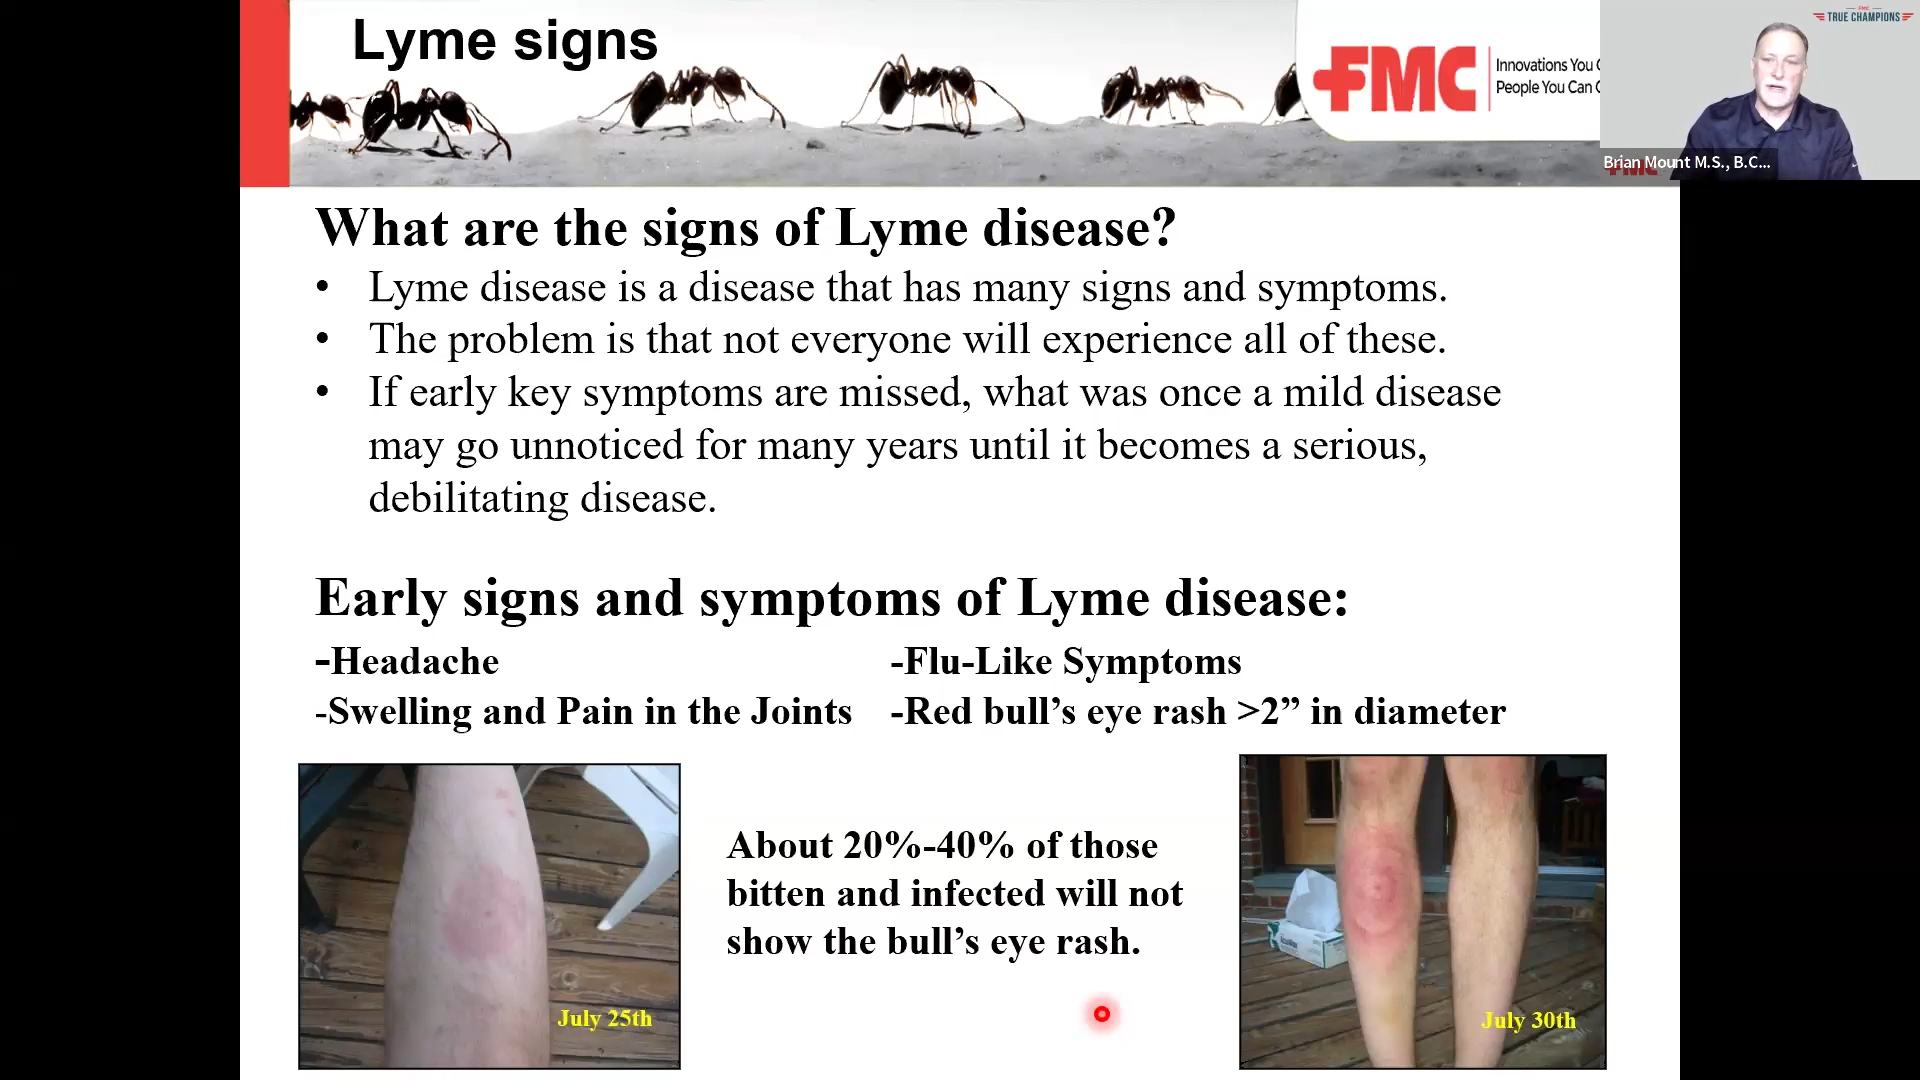 Lyme signs
FMC
Innovations You
People You Can
FMC
TRUE CHAMPIONS
Brian Mount M.S., B.C...
What are the signs of Lyme disease?
• Lyme disease is a disease that has many signs and symptoms.
• The problem is that not everyone will experience all of these.
• If early key symptoms are missed, what was once a mild disease
may go unnoticed for many years until it becomes a serious,
debilitating disease.
Early signs and symptoms of Lyme disease:
-Headache
-Flu-Like Symptoms
-Swelling and Pain in the Joints
-Red bull’s eye rash >2” in diameter
About 20%-40% of those
bitten and infected will not
show the bull’s eye rash.
July 25th
July 30th